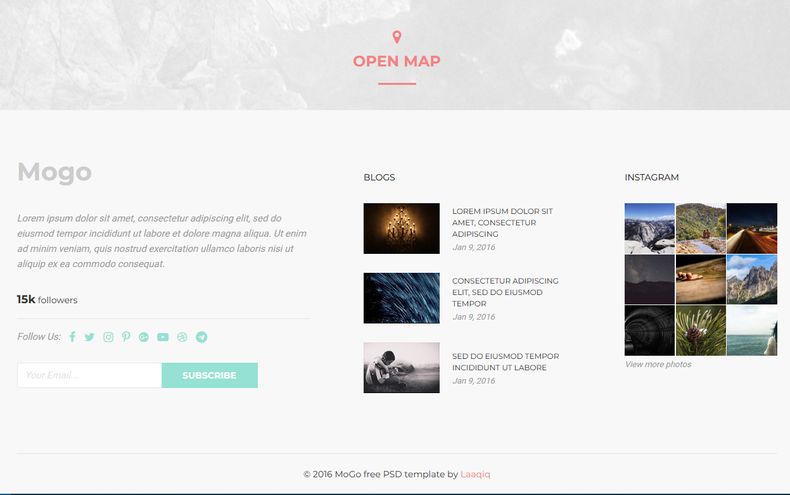 OPEN MAP
Mogo
Lorem ipsum dolor sit amet, consectetur adipiscing elit, sed do
eiusmod tempor incididunt ut labore et dolore magna aliqua. Ut enim
ad minim veniam, quis nostrud exercitation ullamco laboris nisi ut
aliquip ex ea commodo consequat.
15k followers
Follow Us:
Your Email...
SUBSCRIBE
BLOGS
LOREM IPSUM DOLOR SIT
AMET, CONSECTETUR
ADIPISCING
Jan 9, 2016
CONSECTETUR ADIPISCING
ELIT, SED DO EIUSMOD
TEMPOR
Jan 9, 2016
SED DO EIUSMOD TEMPOR
INCIDIDUNT UT LABORE
Jan 9, 2016
INSTAGRAM
View more photos
© 2016 MoGo free PSD template by Laaqiq